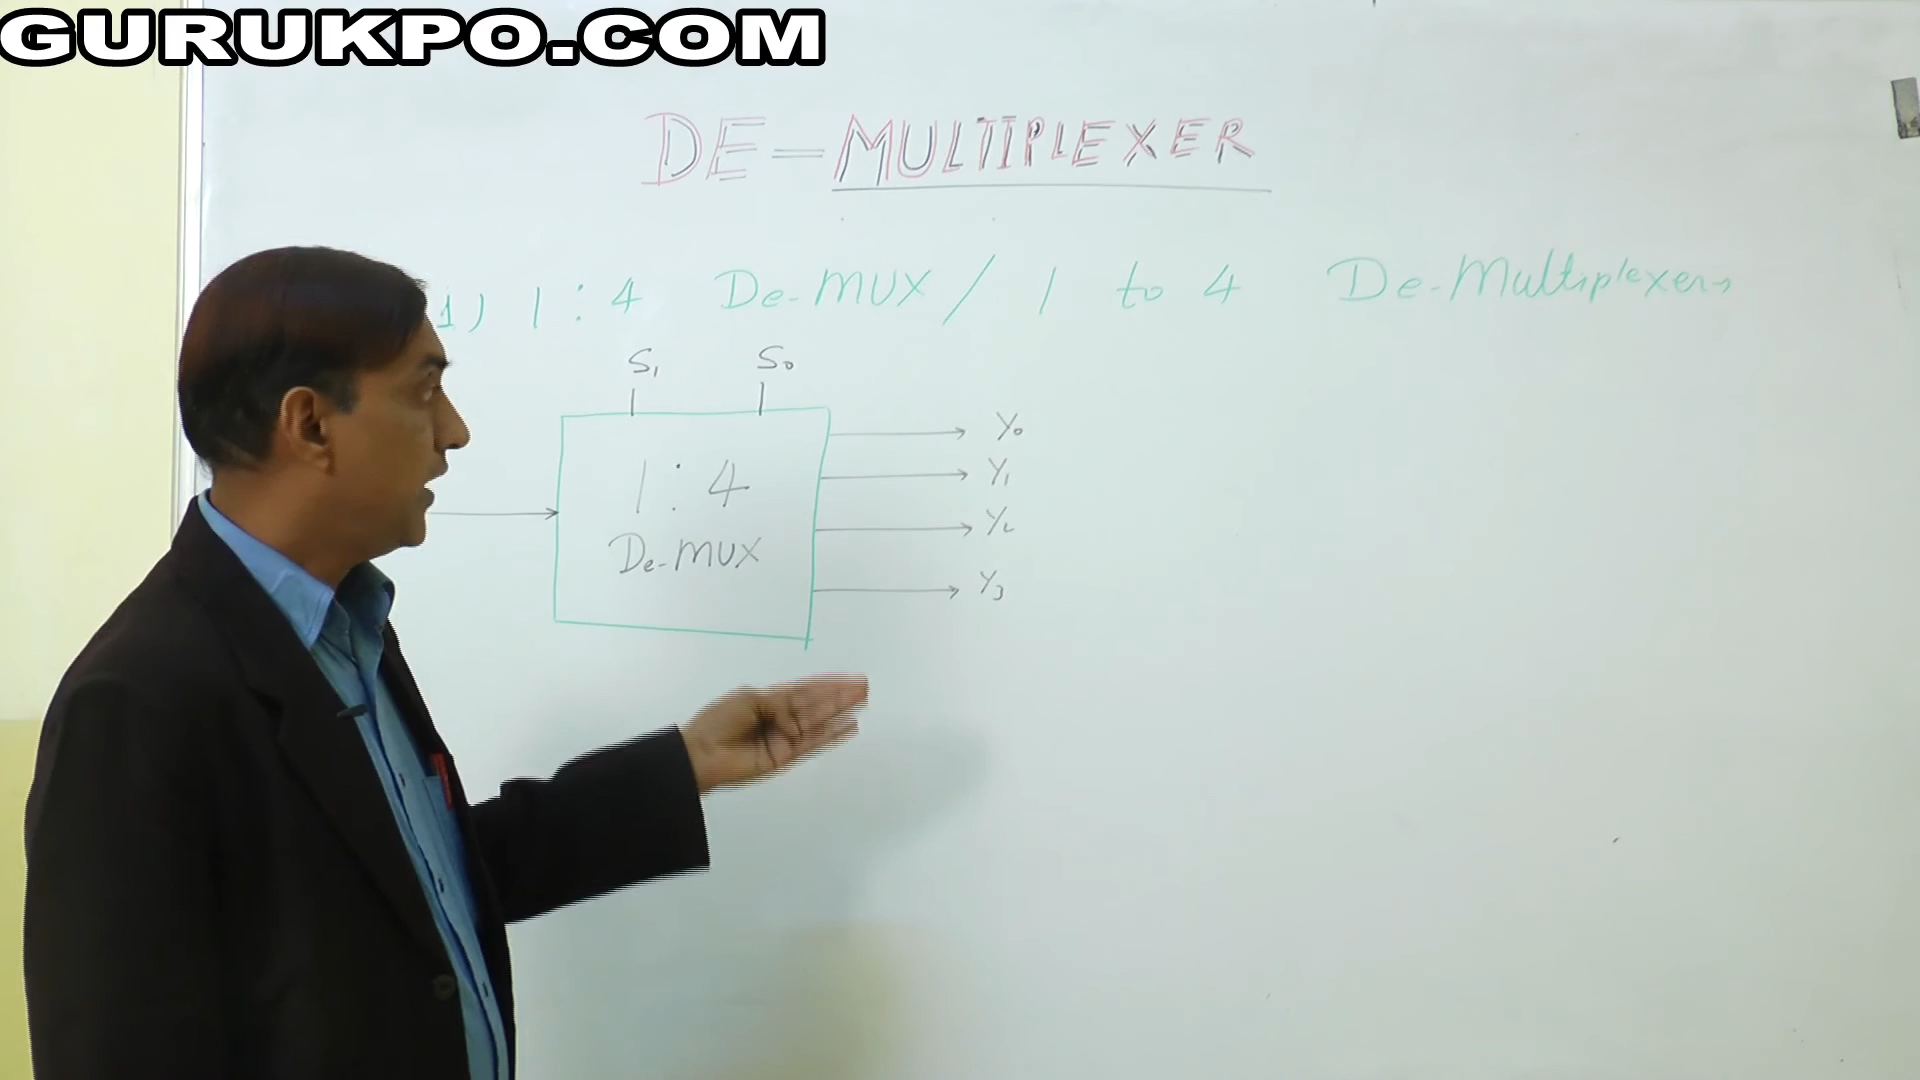 GURUKPO.COM
DE-MULTIPLEXER
1) 1:4 De-MUX / 1 to 4 De-Multiplexer
S1 S0
1:4
De-MUX
Y0
Y1
Y2
Y3